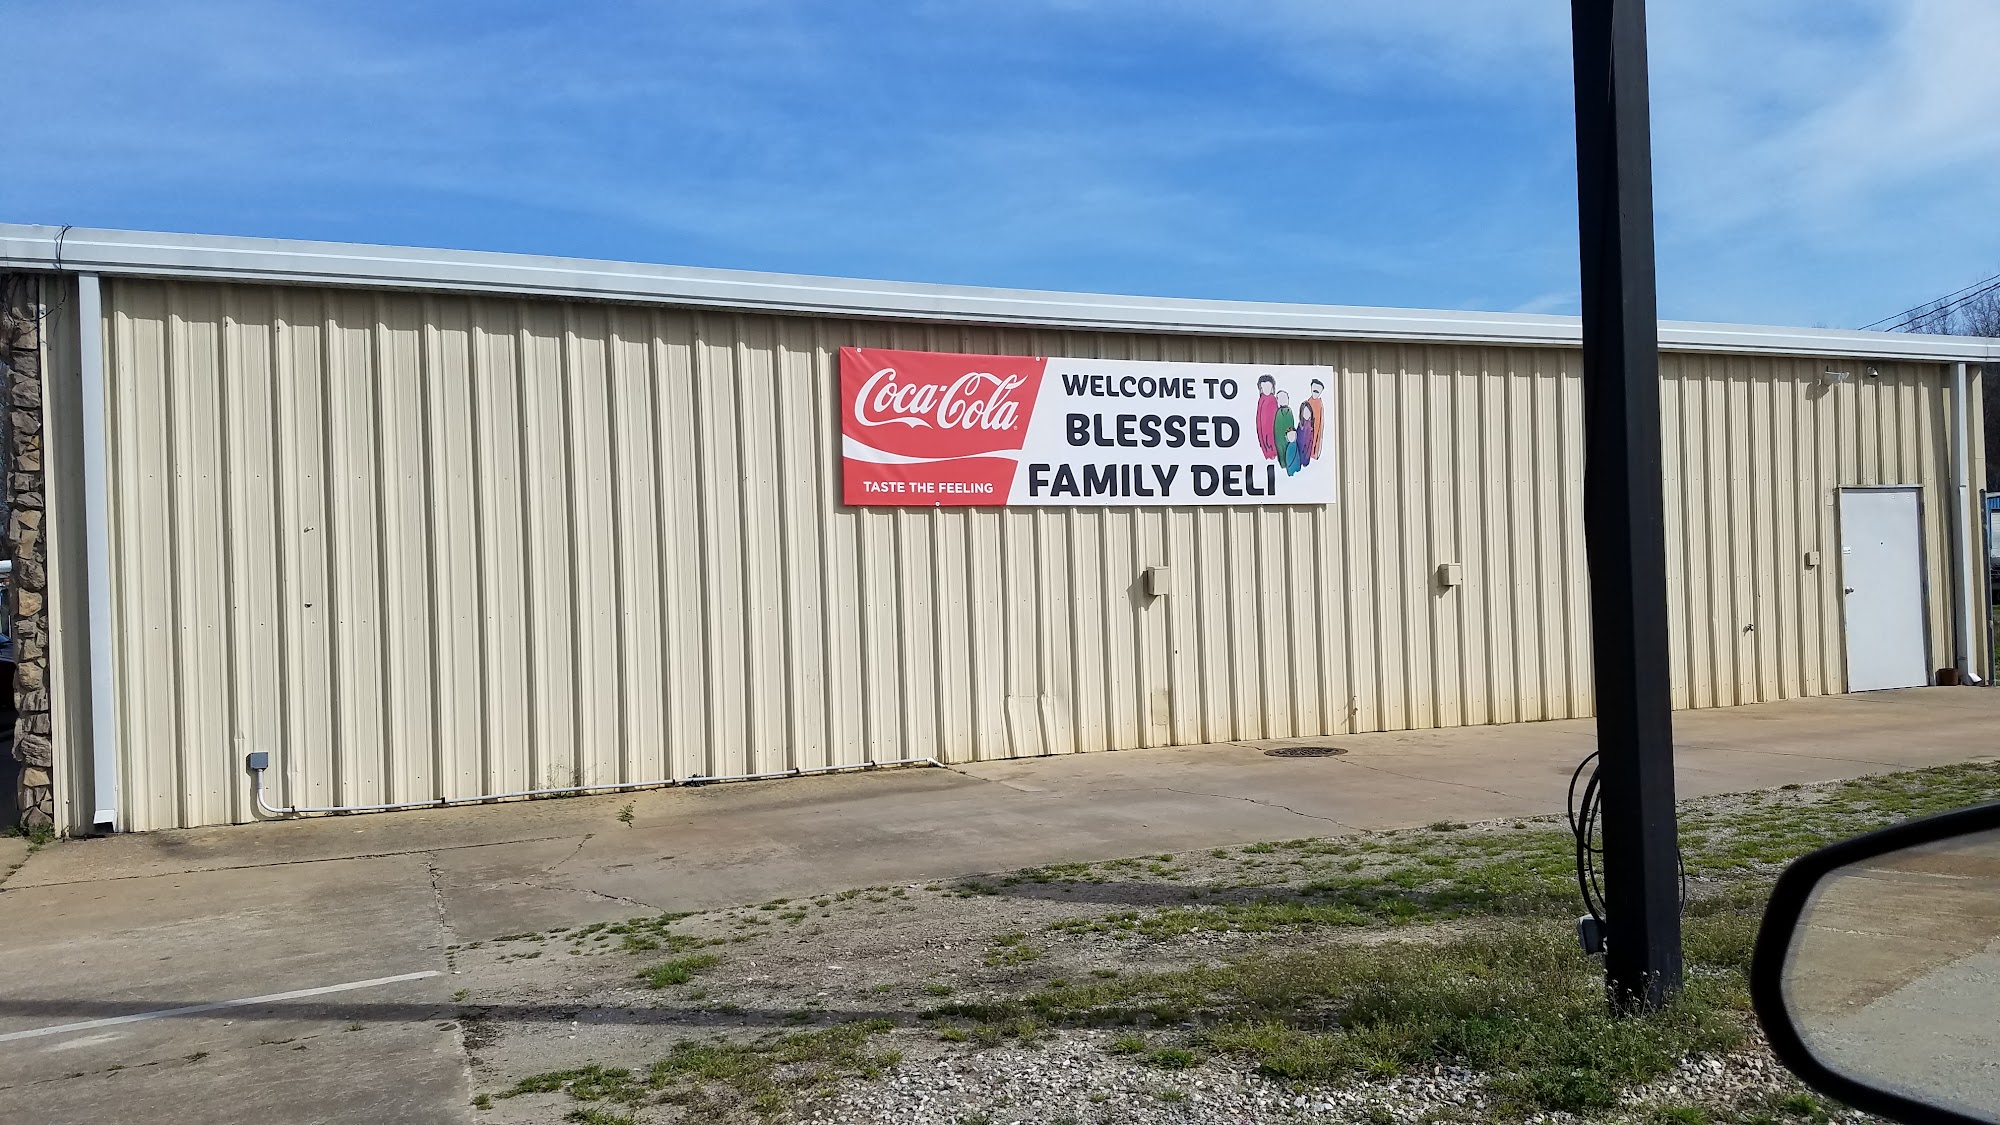 Coca-Cola
TASTE THE FEELING
WELCOME TO
BLESSED
FAMILY DELI